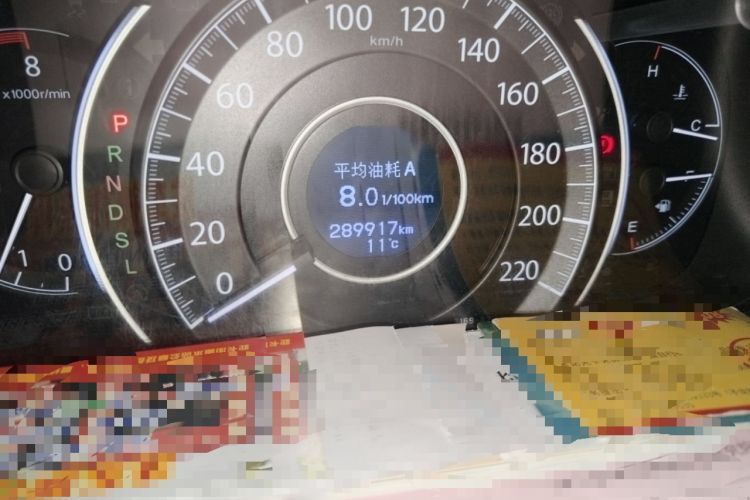 8
x1000r/min
1
0
P
R
N
D
S
L
0
20
40
60
80
100
120
140
160
180
200
220
km/h
平均油耗 A
8.0 l/100km
289917km
11℃
H
C
E